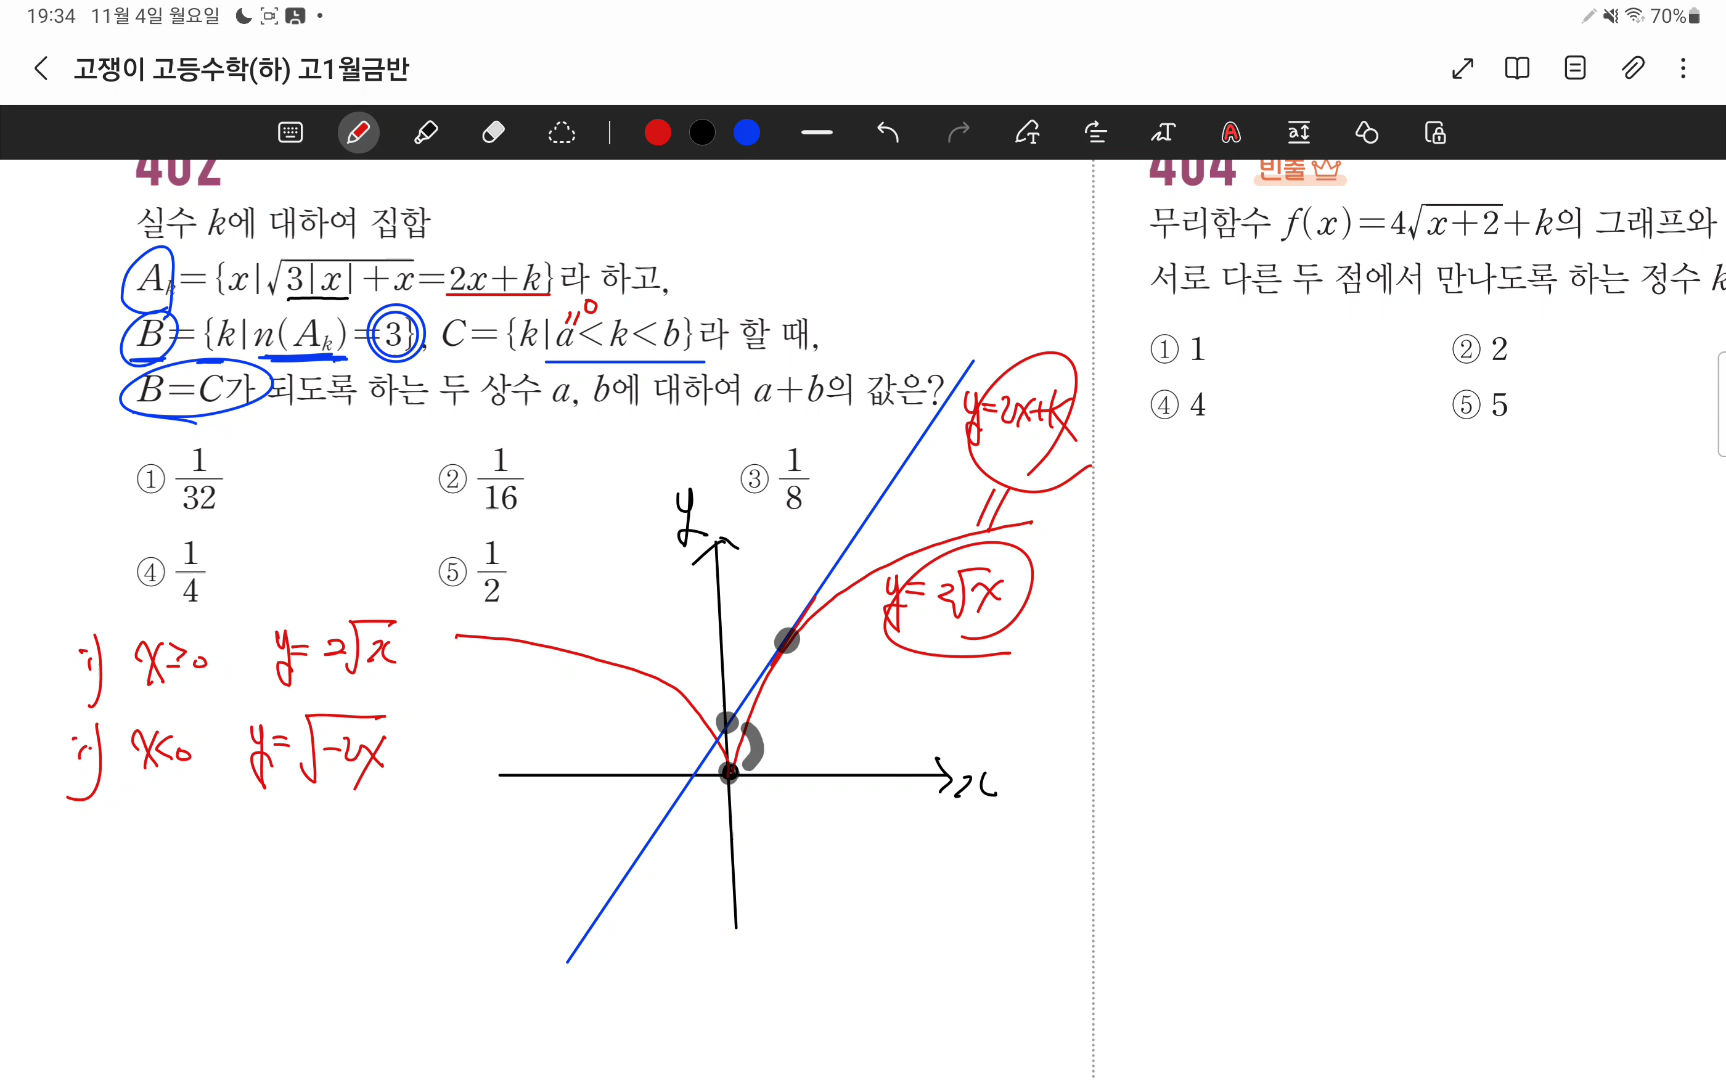 19:34 11월 4일 월요일
70%
고쟁이 고등수학(하) 고1월금반
402
실수 k에 대하여 집합
A_k={x|√(3|x|+x)=2x+k}라 하고,
B={k|n(A_k)=3}, C={k|a<k<b}라 할 때,
0
B=C가 되도록 하는 두 상수 a, b에 대하여 a+b의 값은?
① 1/32
② 1/16
③ 1/8
④ 1/4
⑤ 1/2
i) x≥0 y=2√x
ii) x<0 y=√-2x
y
x
y=2x+k
y=2√x
404 빈출
무리함수 f(x)=4√(x+2)+k의 그래프와
서로 다른 두 점에서 만나도록 하는 정수 k
① 1
② 2
④ 4
⑤ 5